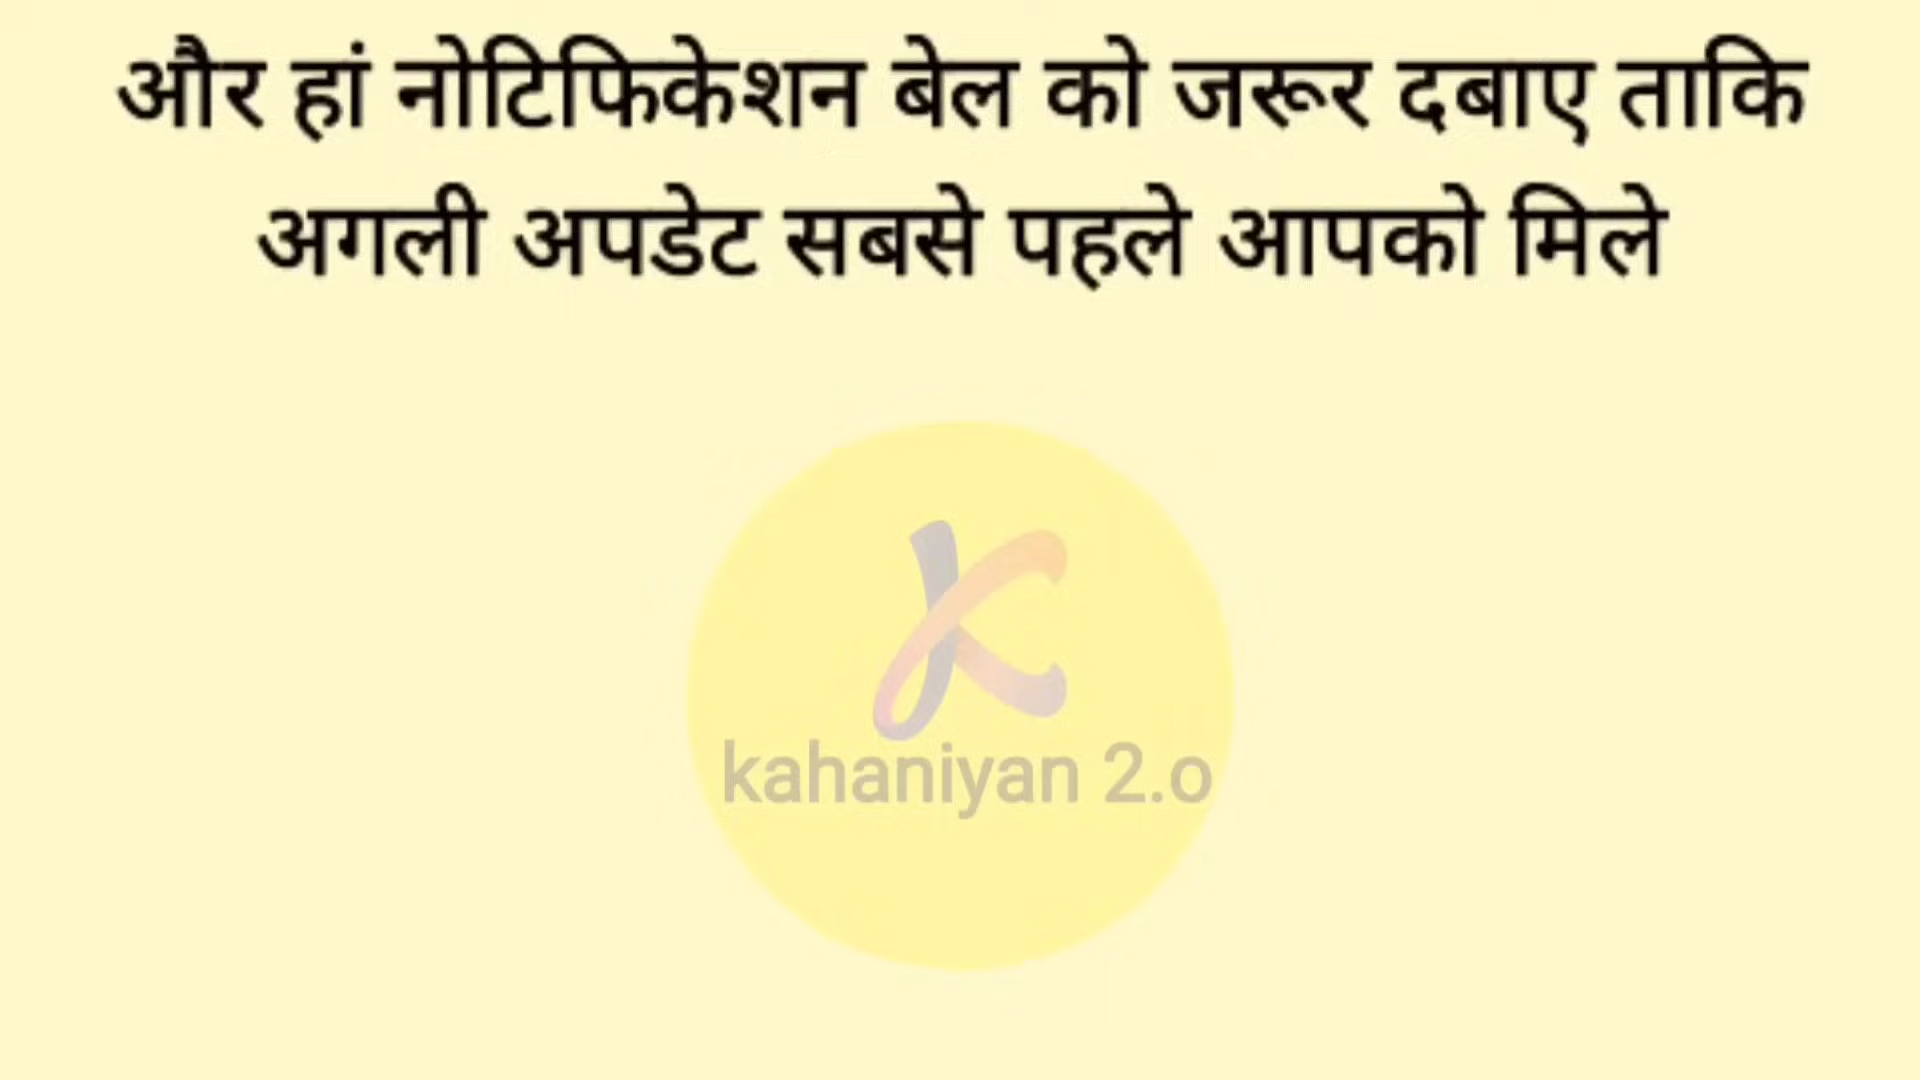 और हां नोटिफिकेशन बेल को जरूर दबाए ताकि
अगली अपडेट सबसे पहले आपको मिले
kahaniyan 2.o